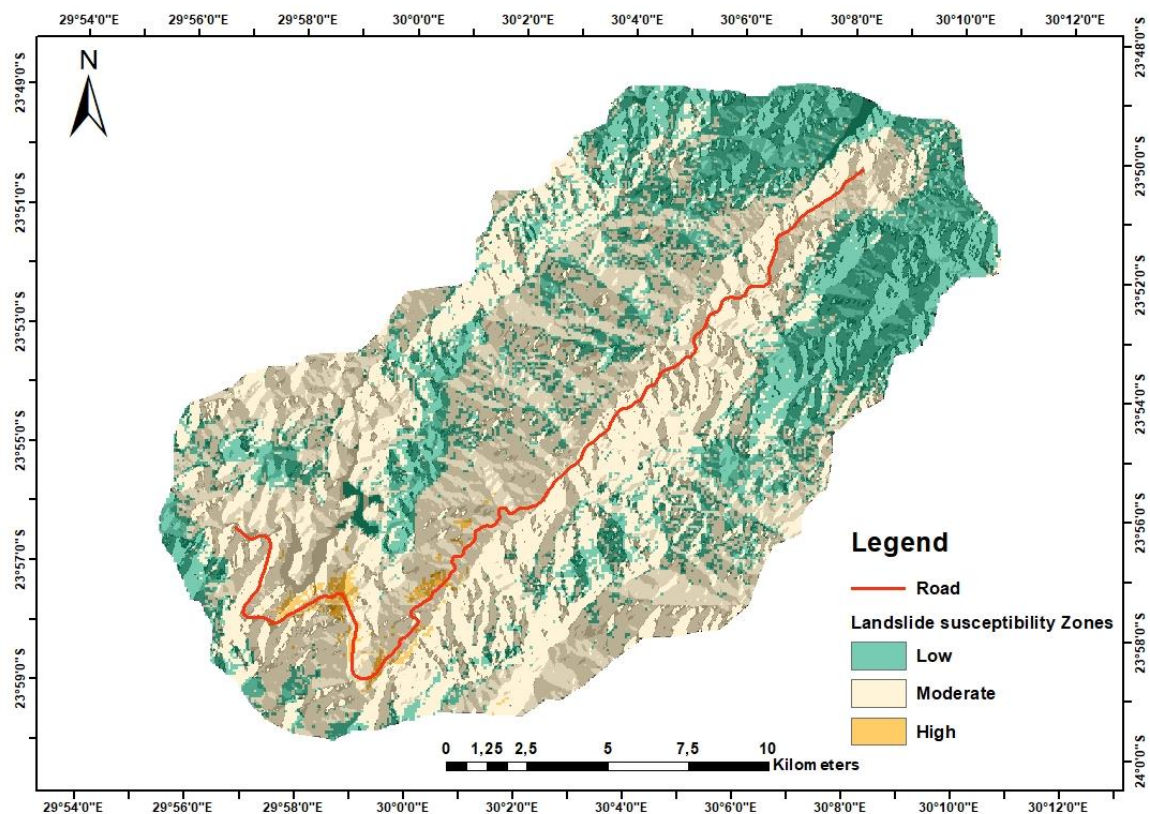 29°54'0"E 29°56'0"E 29°58'0"E 30°0'0"E 30°2'0"E 30°4'0"E 30°6'0"E 30°8'0"E 30°10'0"E 30°12'0"E
N
23°49'0"S
23°51'0"S
23°53'0"S
23°55'0"S
23°57'0"S
23°59'0"S
23°48'0"S
23°50'0"S
23°52'0"S
23°54'0"S
23°56'0"S
23°58'0"S
24°0'0"S
Legend
Road
Landslide susceptibility Zones
Low
Moderate
High
0 1,25 2,5 5 7,5 10
Kilometers
29°54'0"E 29°56'0"E 29°58'0"E 30°0'0"E 30°2'0"E 30°4'0"E 30°6'0"E 30°8'0"E 30°10'0"E 30°12'0"E